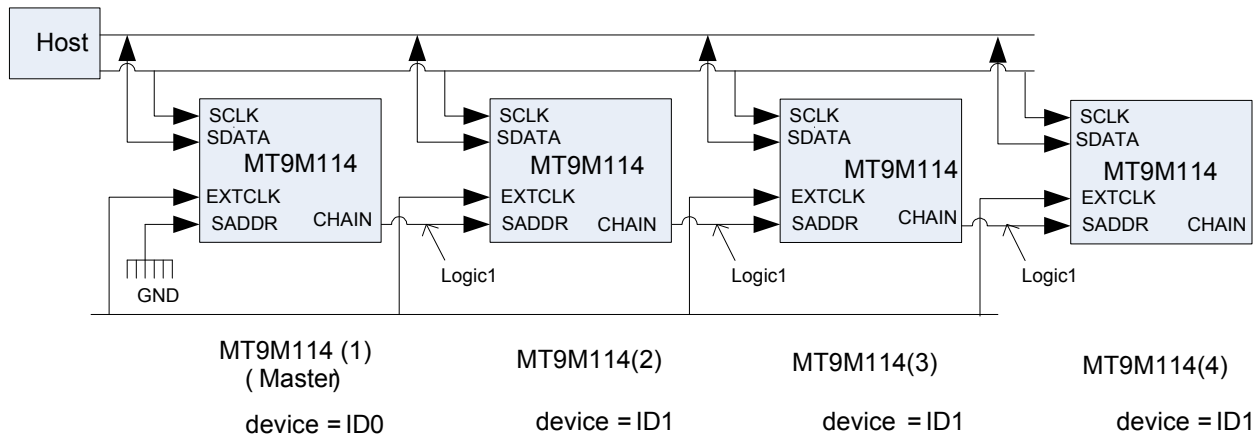 Host
SCLK
SDATA
MT9M114
EXTCLK
SADDR
CHAIN
SCLK
SDATA
MT9M114
EXTCLK
SADDR
CHAIN
SCLK
SDATA
MT9M114
EXTCLK
SADDR
CHAIN
SCLK
SDATA
MT9M114
EXTCLK
SADDR
CHAIN
GND
Logic1
Logic1
Logic1
MT9M114 (1)
( Master)
MT9M114(2)
MT9M114(3)
MT9M114(4)
device = ID0
device = ID1
device = ID1
device = ID1